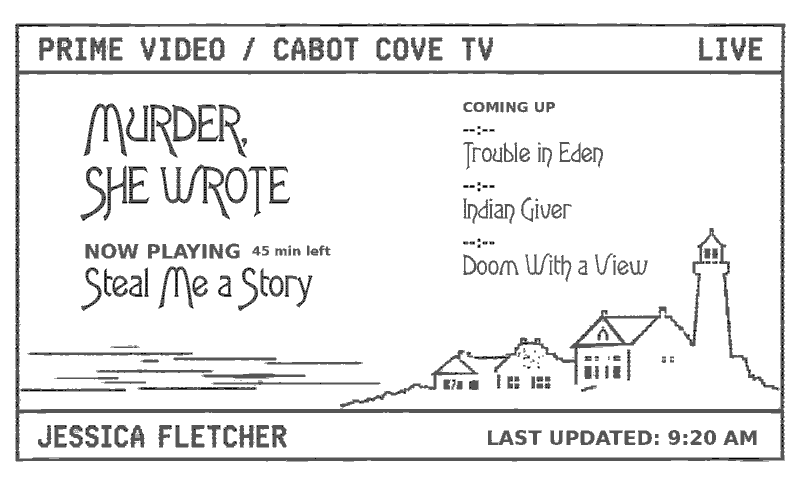 PRIME VIDEO / CABOT COVE TV
LIVE
MURDER,
SHE WROTE
NOW PLAYING 45 min left
Steal Me a Story
COMING UP
--:--
Trouble in Eden
--:--
Indian Giver
--:--
Doom With a View
JESSICA FLETCHER
LAST UPDATED: 9:20 AM